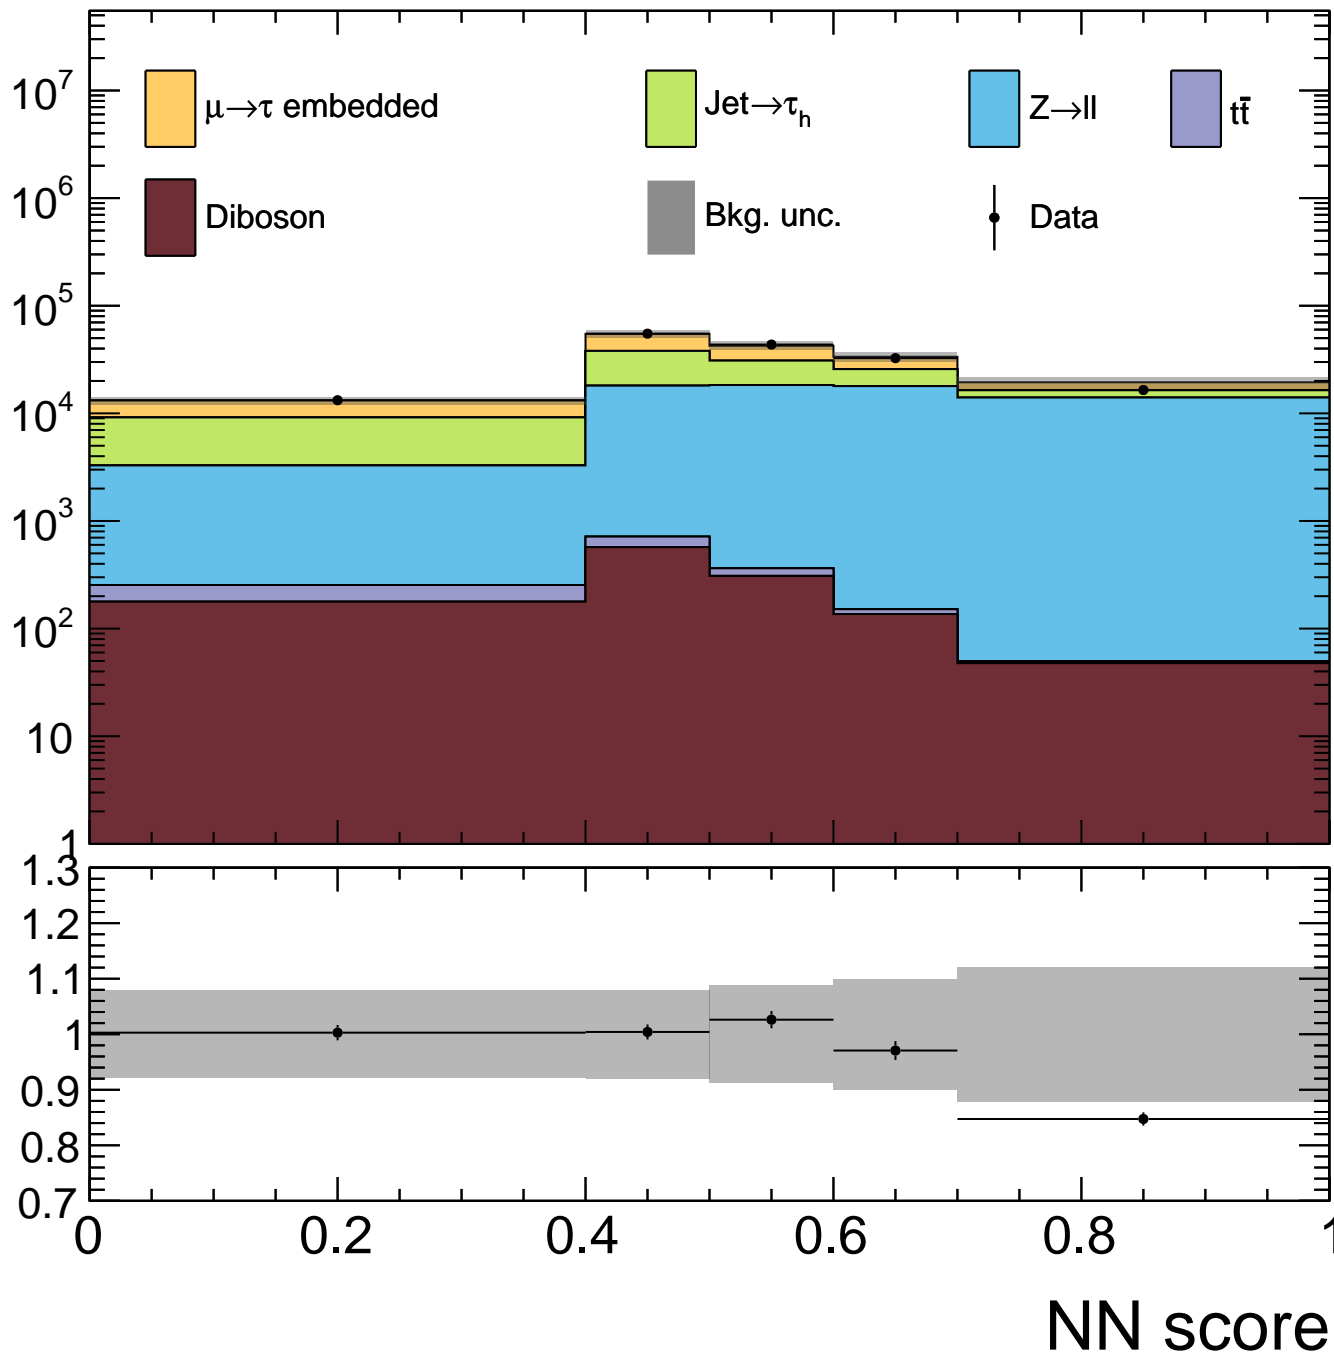 μ→τ embedded
Jet→τ_h
Z→ll
tt̄
Diboson
Bkg. unc.
Data
10^7
10^6
10^5
10^4
10^3
10^2
10
1
1.3
1.2
1.1
1
0.9
0.8
0.7
0 0.2 0.4 0.6 0.8 1
NN score